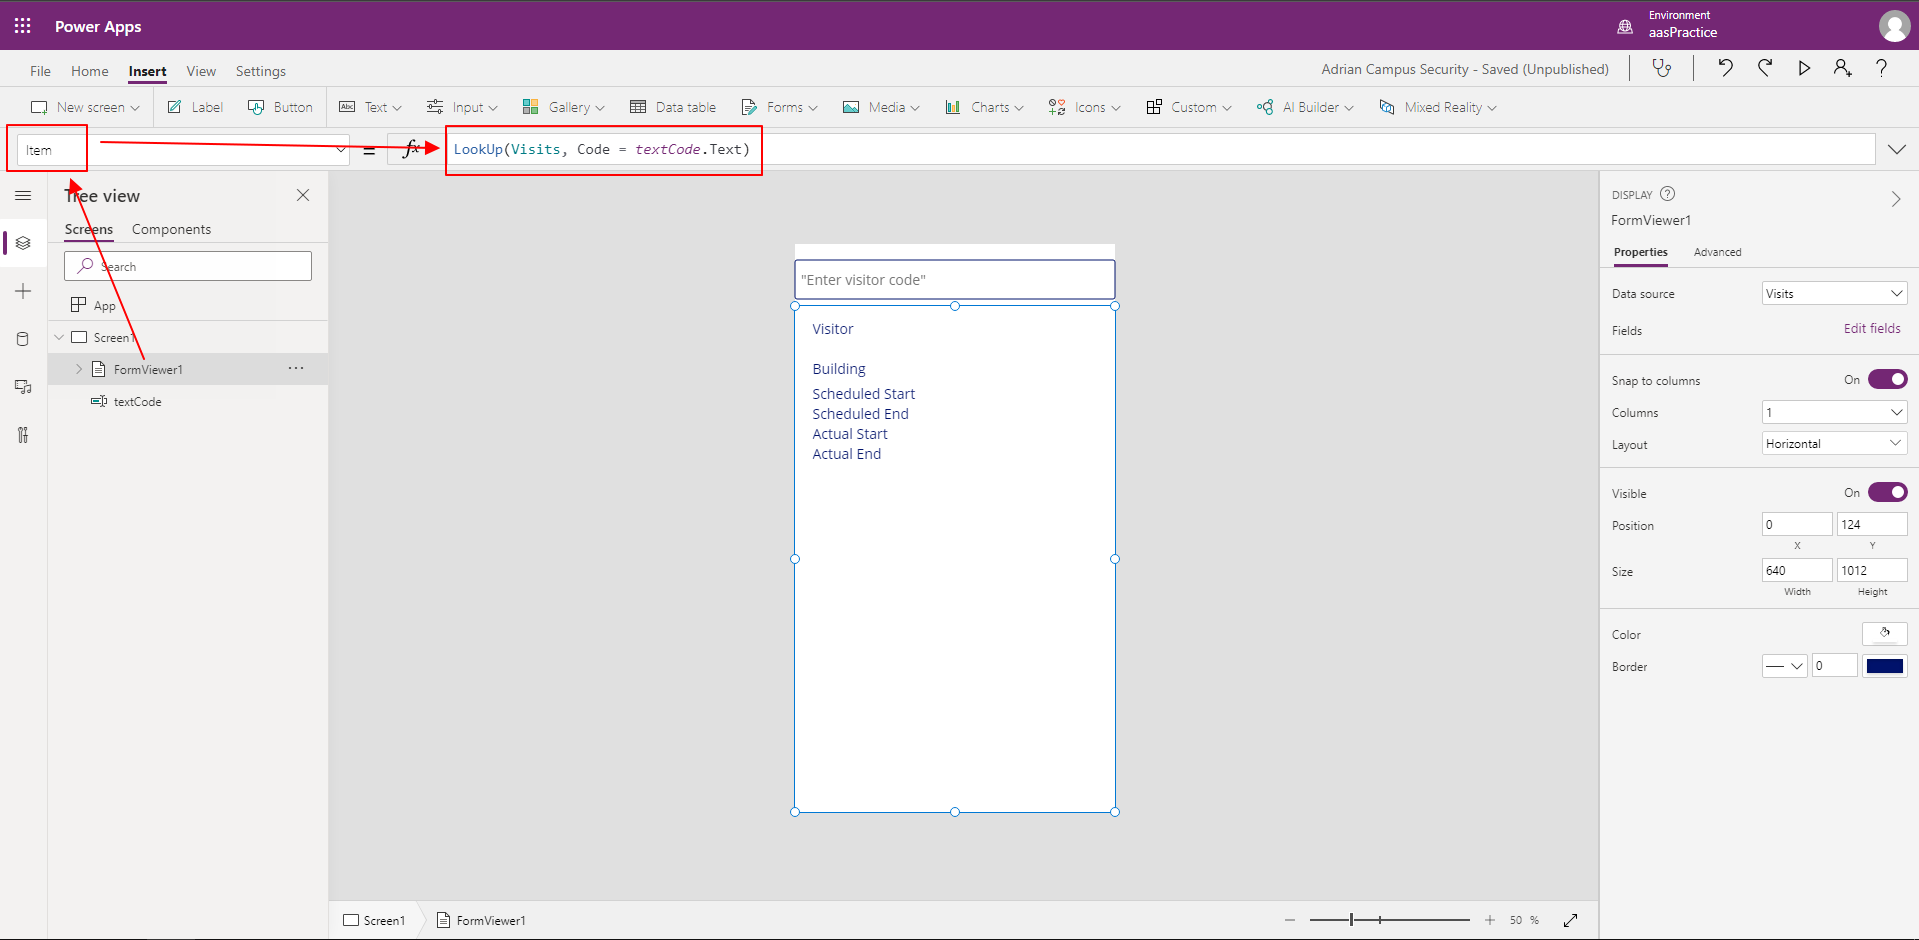 Power Apps
Environment
aasPractice
File Home Insert View Settings
Adrian Campus Security - Saved (Unpublished)
New screen Label Button Abc Text Input Gallery Data table Forms Media Charts Icons Custom AI Builder Mixed Reality
Item = fx LookUp(Visits, Code = textCode.Text)
Tree view
Screens Components
Search
App
Screen1
FormViewer1 ...
textCode
"Enter visitor code"
Visitor
Building
Scheduled Start
Scheduled End
Actual Start
Actual End
DISPLAY ?
FormViewer1
Properties Advanced
Data source Visits
Fields Edit fields
Snap to columns On
Columns 1
Layout Horizontal
Visible On
Position 0 124
X Y
Size 640 1012
Width Height
Color
Border 0
Screen1 FormViewer1
50 %